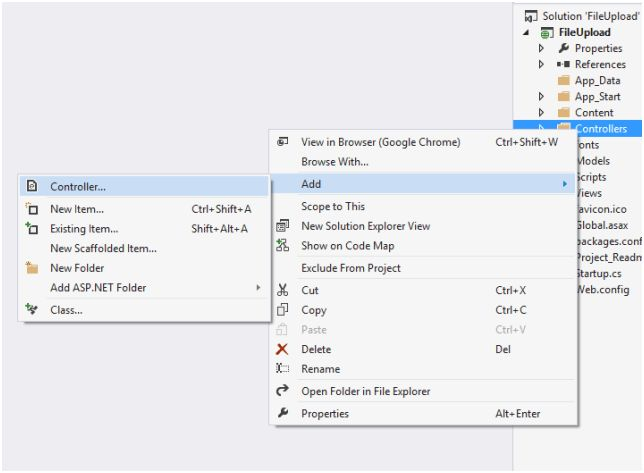 Solution 'FileUpload'
FileUpload
Properties
References
App_Data
App_Start
Content
Controllers
fonts
Models
Scripts
Views
favicon.ico
Global.asax
packages.conf
Project_Readm
Startup.cs
Web.config
View in Browser (Google Chrome) Ctrl+Shift+W
Browse With...
Add
Scope to This
New Solution Explorer View
Show on Code Map
Exclude From Project
Cut Ctrl+X
Copy Ctrl+C
Paste Ctrl+V
Delete Del
Rename
Open Folder in File Explorer
Properties Alt+Enter
Controller...
New Item... Ctrl+Shift+A
Existing Item... Shift+Alt+A
New Scaffolded Item...
New Folder
Add ASP.NET Folder
Class...